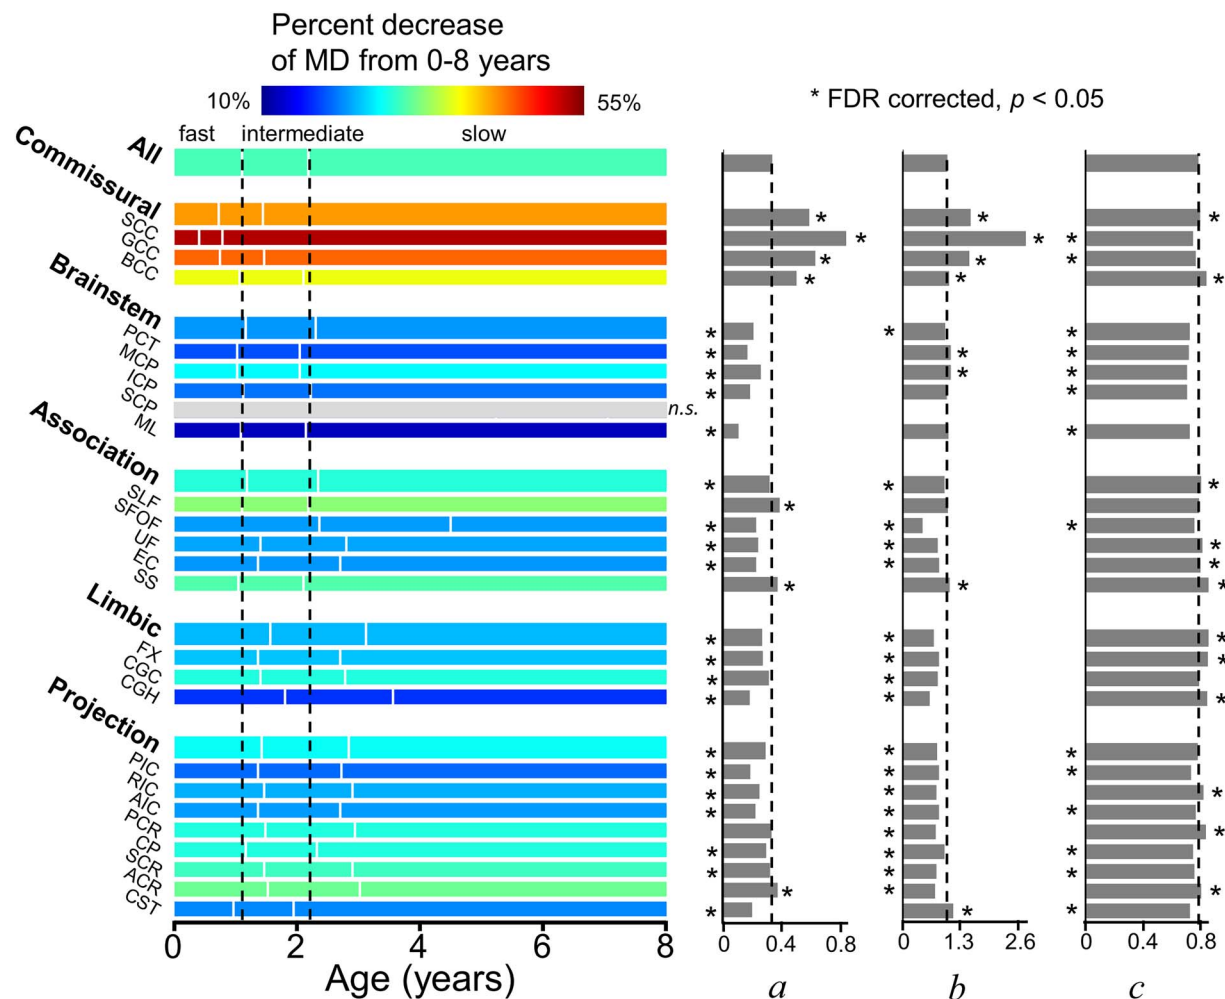 Percent decrease
of MD from 0-8 years
10%
55%
* FDR corrected, p < 0.05
fast
intermediate
slow
All
Commissural
SCC
GCC
BCC
Brainstem
PCT
MCP
ICP
SCP
n.s.
ML
Association
SLF
SFOF
UF
EC
SS
Limbic
FX
CGC
CGH
Projection
PIC
RIC
AIC
PCR
CP
SCR
ACR
CST
0
2
4
6
8
Age (years)
0
0.4
0.8
a
0
1.3
2.6
b
0
0.4
0.8
c